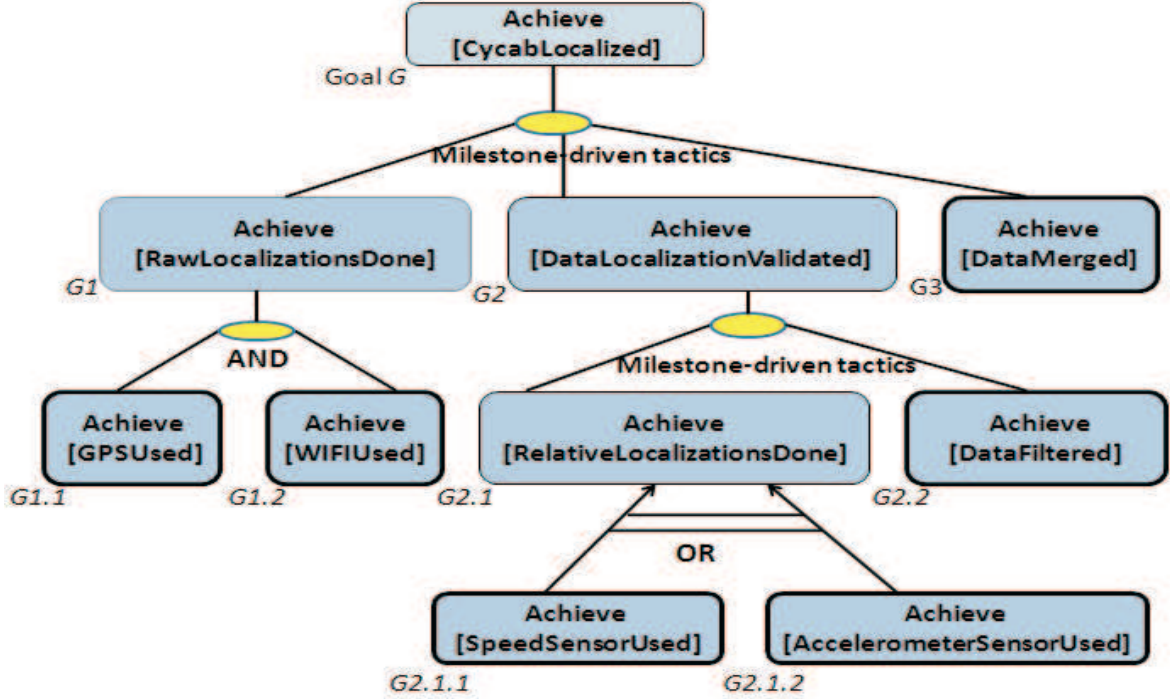 Achieve
[CycabLocalized]
Goal G
Milestone-driven tactics
Achieve
[RawLocalizationsDone]
G1
Achieve
[DataLocalizationValidated]
G2
Achieve
[DataMerged]
G3
AND
Milestone-driven tactics
Achieve
[GPSUsed]
G1.1
Achieve
[WIFIUsed]
G1.2
Achieve
[RelativeLocalizationsDone]
G2.1
Achieve
[DataFiltered]
G2.2
OR
Achieve
[SpeedSensorUsed]
G2.1.1
Achieve
[AccelerometerSensorUsed]
G2.1.2